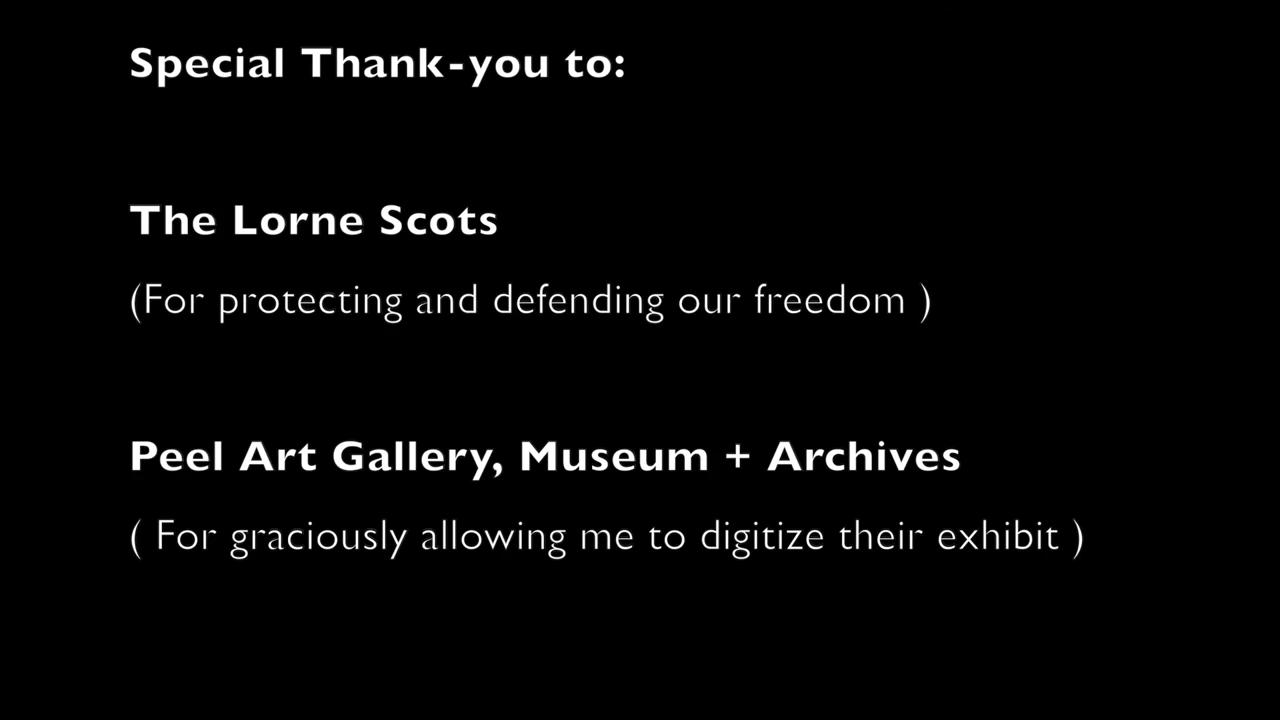 Special Thank-you to:
The Lorne Scots
(For protecting and defending our freedom )
Peel Art Gallery, Museum + Archives
( For graciously allowing me to digitize their exhibit )